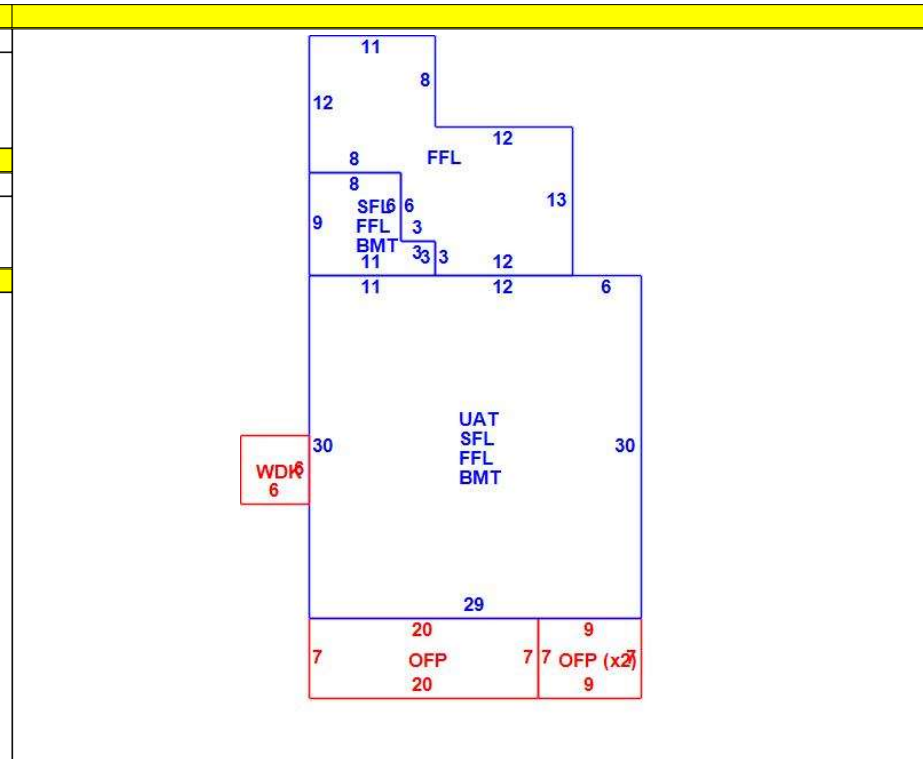 11
8
12
12
8
FFL
8
13
SFL 6 6
9
FFL 3
BMT 3 3 3
11 12
11 12 6
UAT
SFL
30 30
FFL
BMT
WDK 6
6
29
20 9
7 OFP 7 7 OFP (x2) 7
20 9